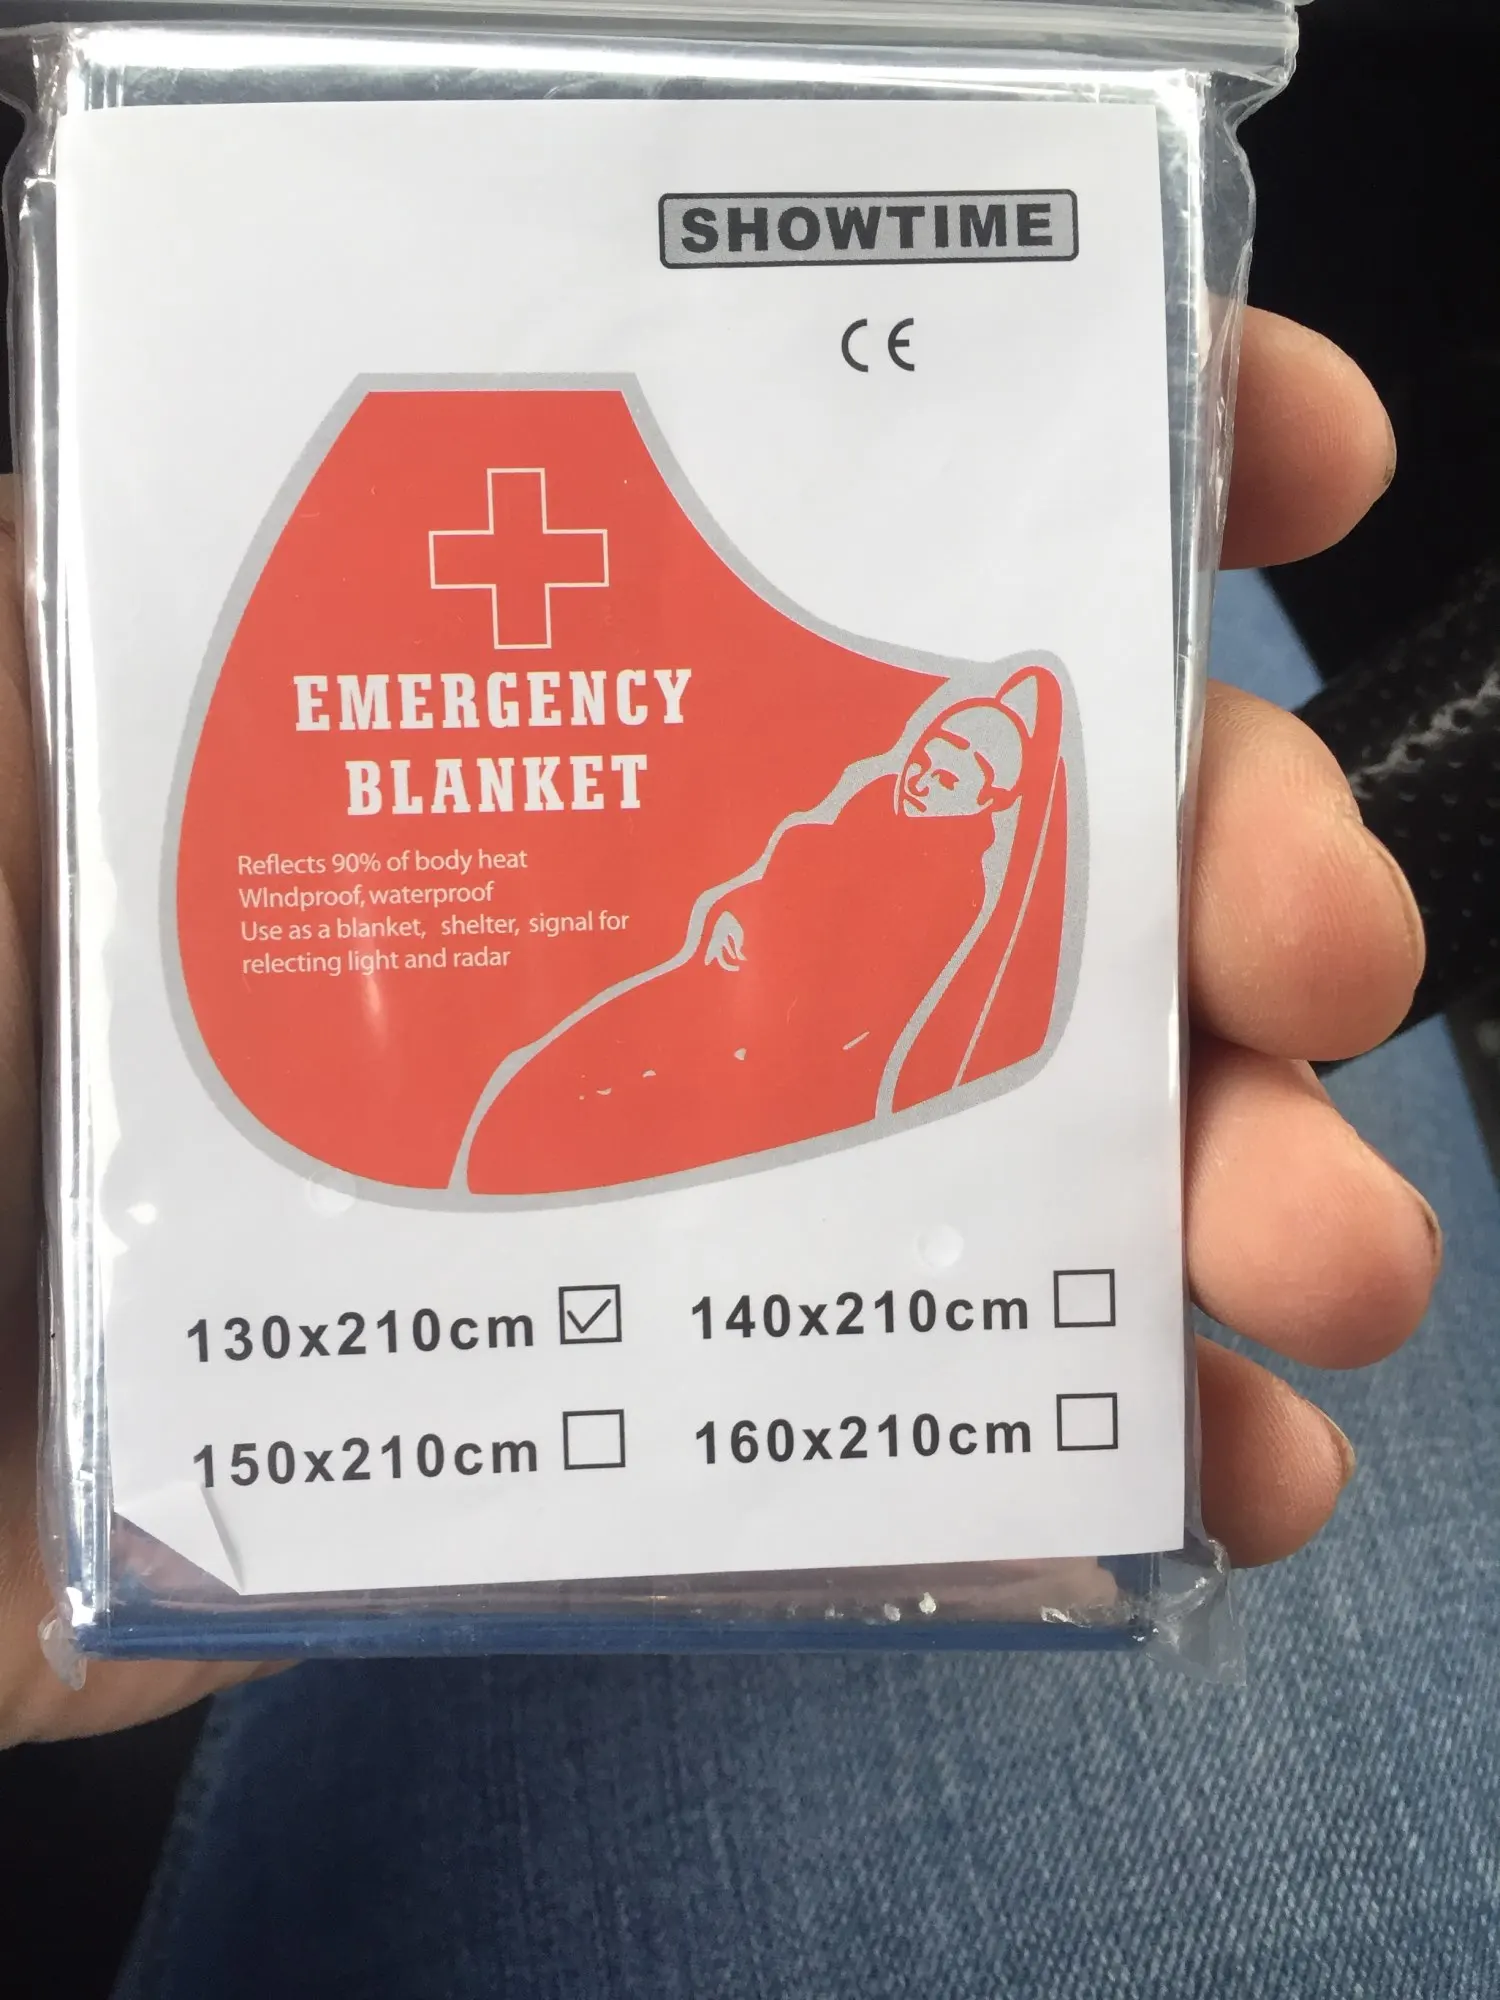 SHOWTIME
CE
EMERGENCY
BLANKET
Reflects 90% of body heat
WIndproof, waterproof
Use as a blanket, shelter, signal for
relecting light and radar
130x210cm ☑ 140x210cm ☐
150x210cm ☐ 160x210cm ☐